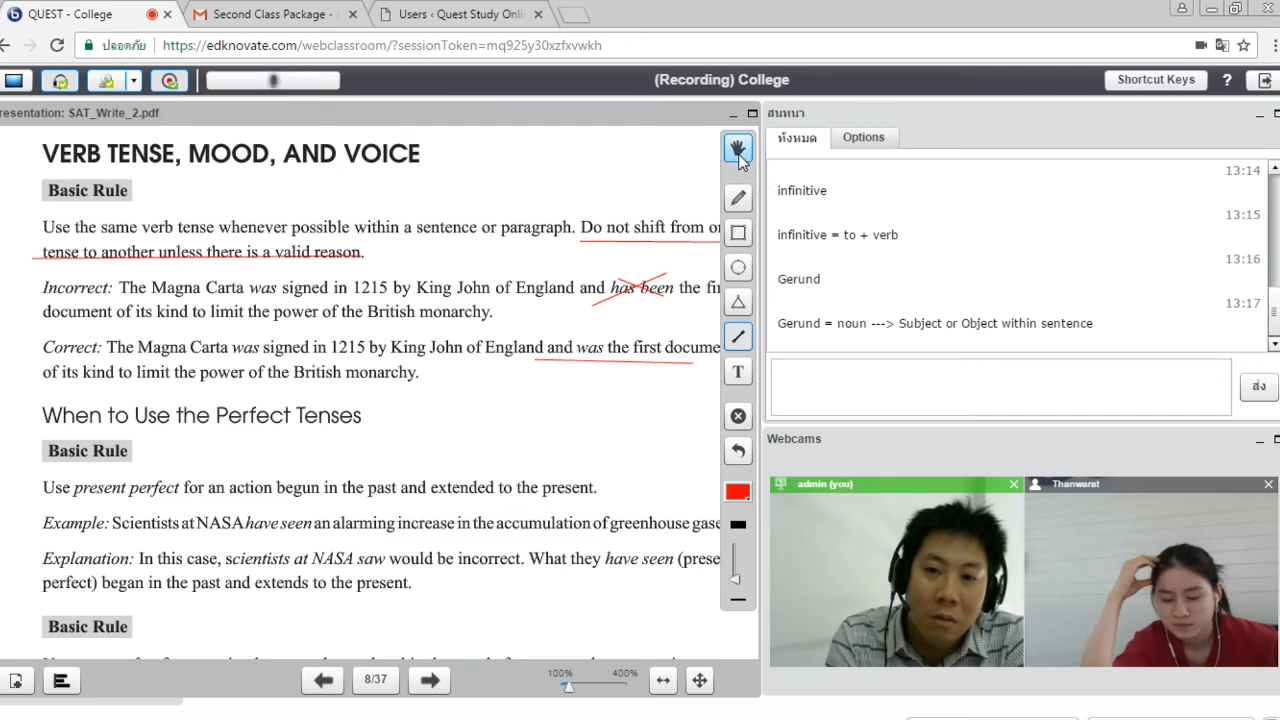 QUEST - College
Second Class Package -
Users ‹ Quest Study Onli
ปลอดภัย
https://edknovate.com/webclassroom/?sessionToken=mq925y30xzfxvwkh
(Recording) College
Shortcut Keys
?
resentation: SAT_Write_2.pdf
VERB TENSE, MOOD, AND VOICE
Basic Rule
Use the same verb tense whenever possible within a sentence or paragraph. Do not shift from on
tense to another unless there is a valid reason.
Incorrect: The Magna Carta was signed in 1215 by King John of England and has been the fir
document of its kind to limit the power of the British monarchy.
Correct: The Magna Carta was signed in 1215 by King John of England and was the first docume
of its kind to limit the power of the British monarchy.
When to Use the Perfect Tenses
Basic Rule
Use present perfect for an action begun in the past and extended to the present.
Example: Scientists at NASA have seen an alarming increase in the accumulation of greenhouse gase
Explanation: In this case, scientists at NASA saw would be incorrect. What they have seen (prese
perfect) began in the past and extends to the present.
Basic Rule
T
8/37
100%
400%
สนทนา
ทั้งหมด
Options
13:14
infinitive
13:15
infinitive = to + verb
13:16
Gerund
13:17
Gerund = noun ---> Subject or Object within sentence
ส่ง
Webcams
admin (you)
Thanwarat